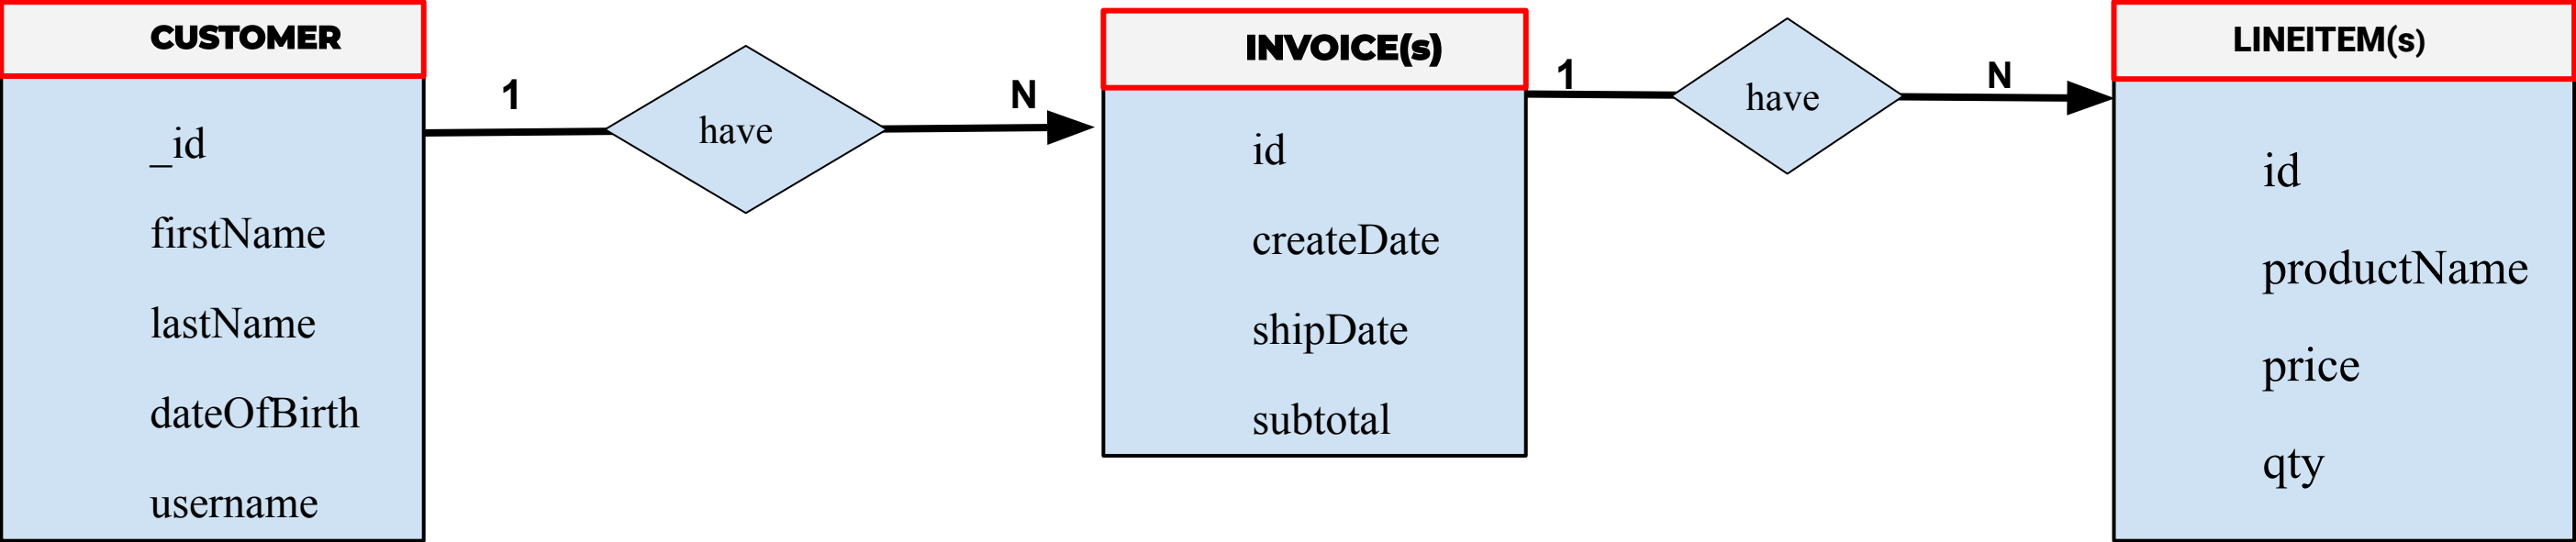 CUSTOMER
_id
firstName
lastName
dateOfBirth
username
1
have
N
INVOICE(s)
id
createDate
shipDate
subtotal
1
have
N
LINEITEM(s)
id
productName
price
qty